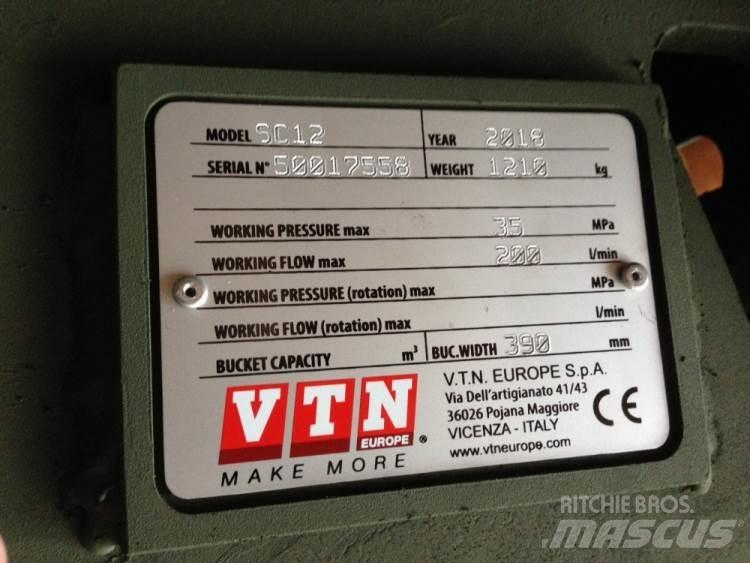 MODEL SC12 YEAR 2018
SERIAL N° 50017558 WEIGHT 1210 kg
WORKING PRESSURE max 35 MPa
WORKING FLOW max 200 l/min
WORKING PRESSURE (rotation) max MPa
WORKING FLOW (rotation) max l/min
BUCKET CAPACITY m³ BUC.WIDTH 390 mm
VTN
EUROPE ®
MAKE MORE
V.T.N. EUROPE S.p.A.
Via Dell'artigianato 41/43
36026 Pojana Maggiore
VICENZA - ITALY
www.vtneurope.com
CE
RITCHIE BROS.
MASCUS